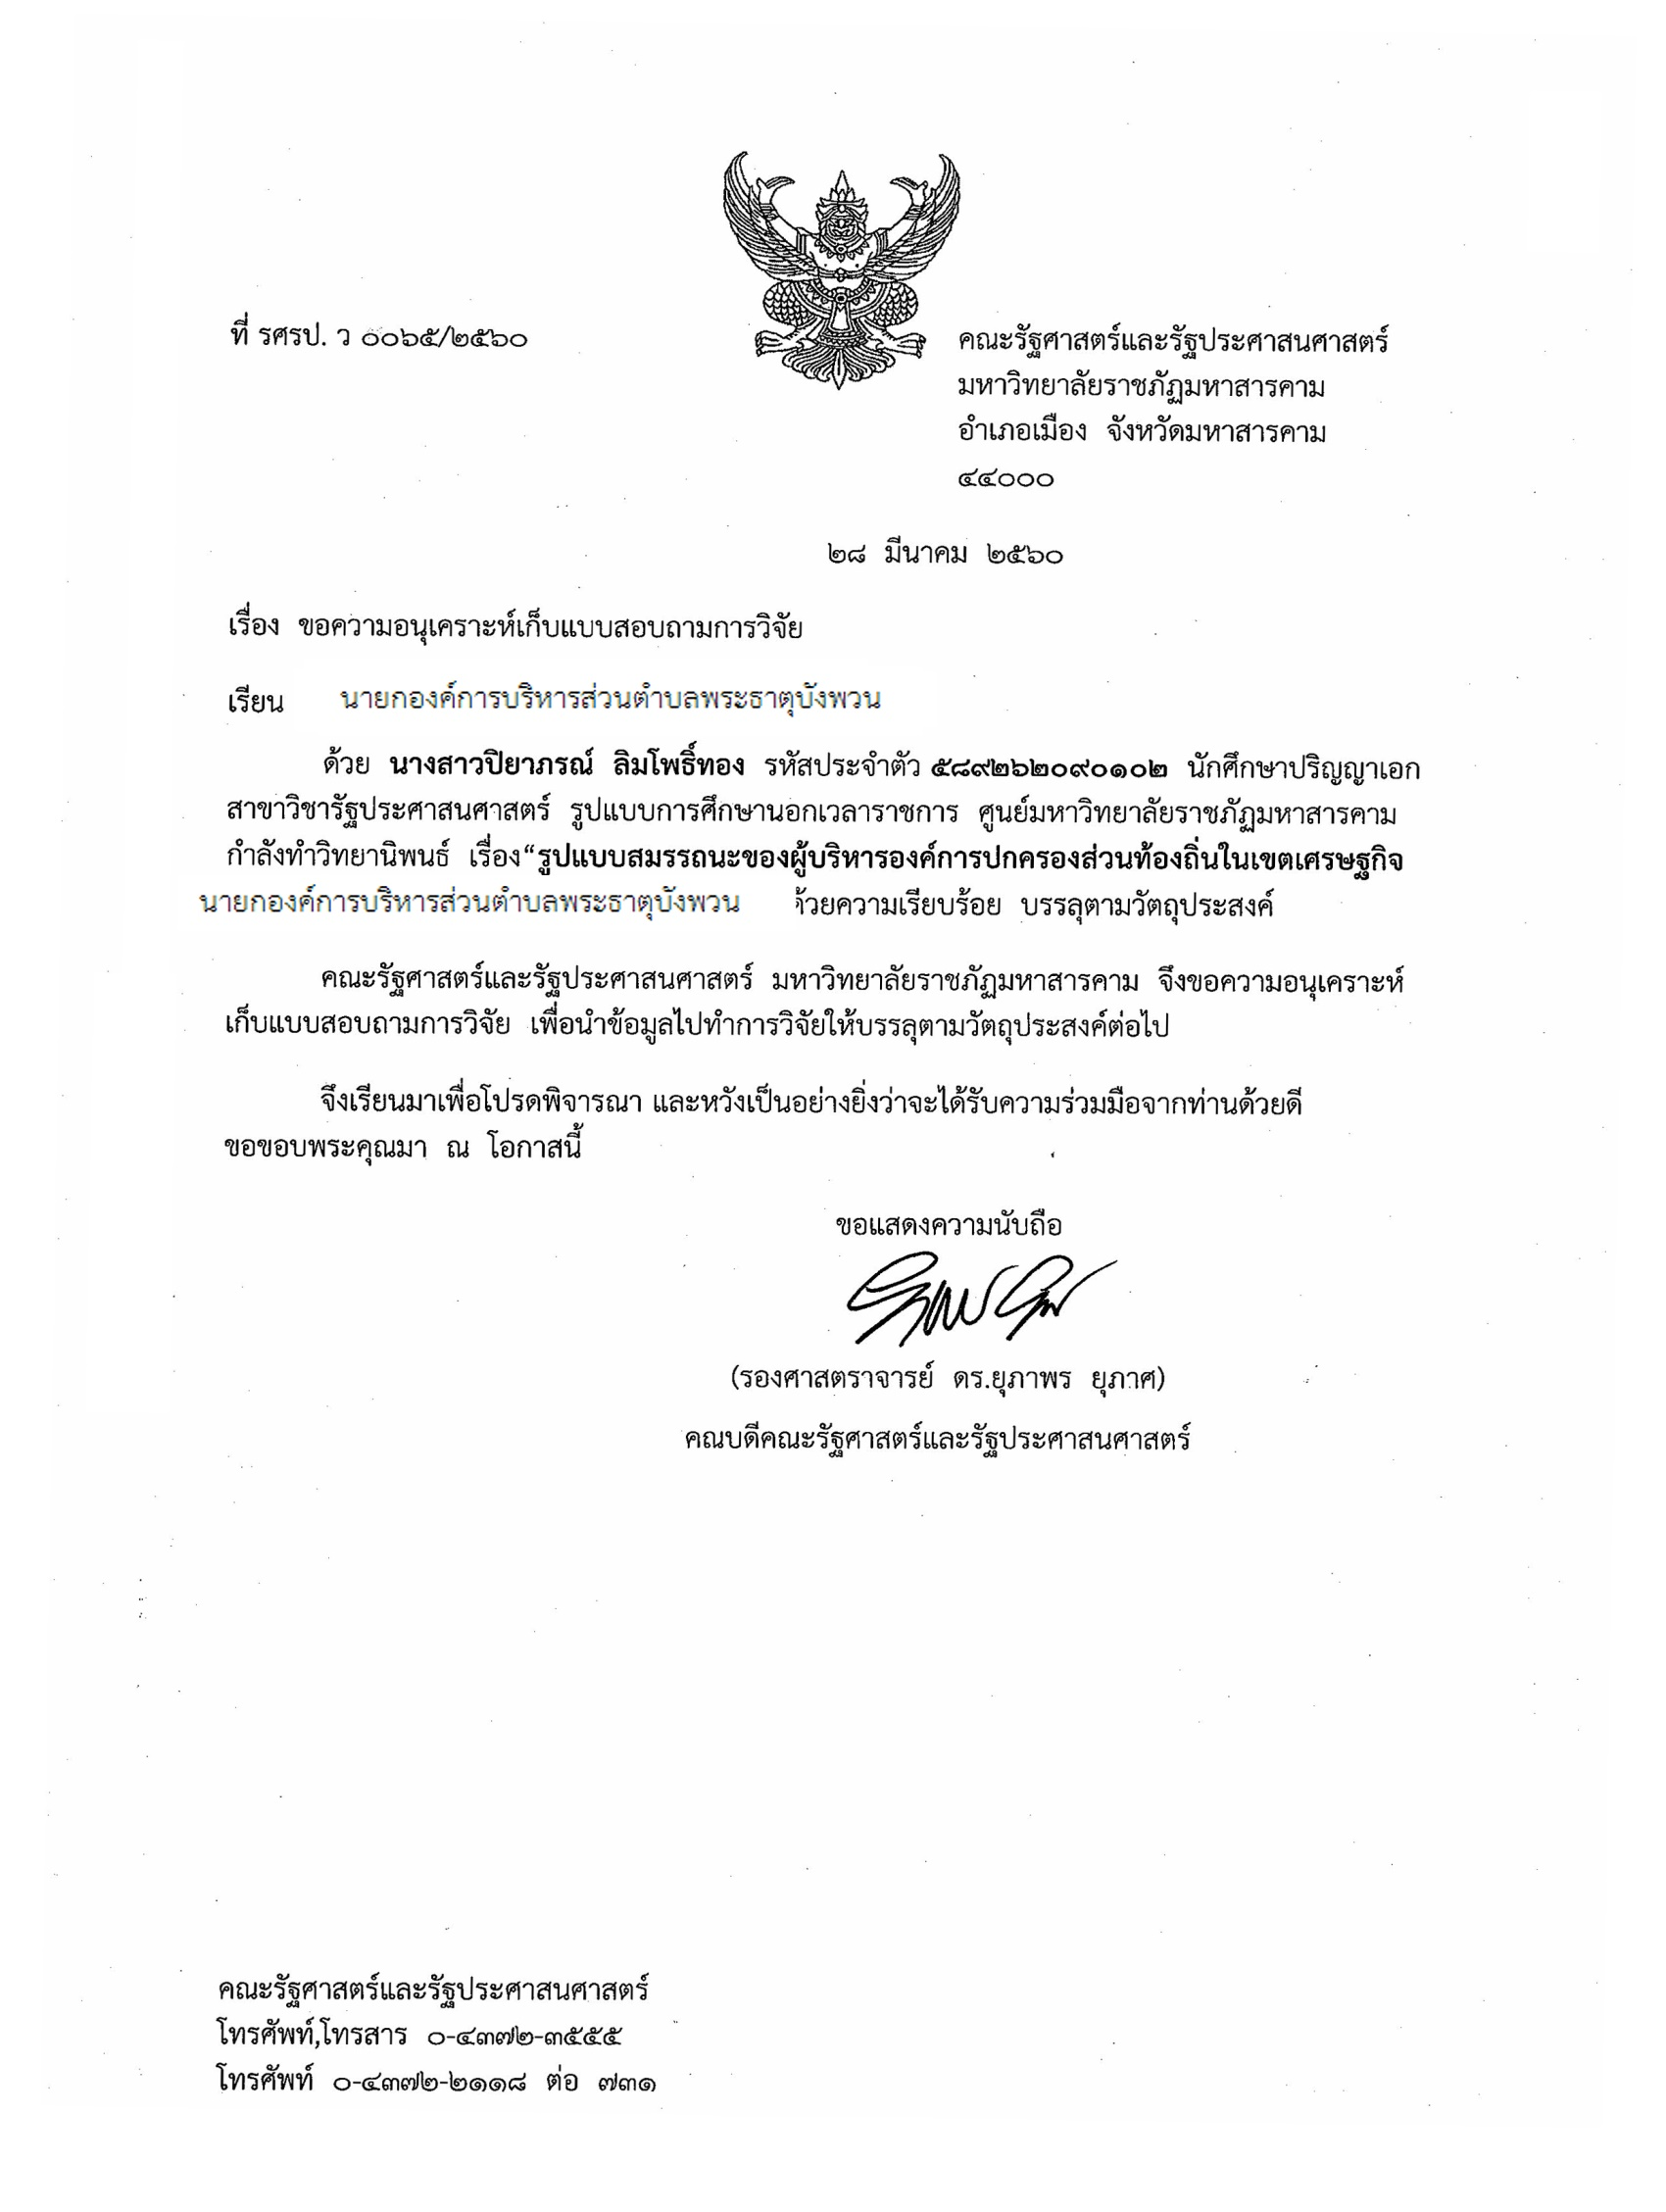 ที่ รศรป. ว ๐๐๖๕/๒๕๖๐
คณะรัฐศาสตร์และรัฐประศาสนศาสตร์
มหาวิทยาลัยราชภัฏมหาสารคาม
อำเภอเมือง จังหวัดมหาสารคาม
๔๔๐๐๐
๒๘ มีนาคม ๒๕๖๐
เรื่อง ขอความอนุเคราะห์เก็บแบบสอบถามการวิจัย
เรียน นายกองค์การบริหารส่วนตำบลพระธาตุบังพวน
ด้วย นางสาวปิยาภรณ์ ลิมโพธิ์ทอง รหัสประจำตัว ๕๘๙๒๖๒๐๙๐๑๐๒ นักศึกษาปริญญาเอก
สาขาวิชารัฐประศาสนศาสตร์ รูปแบบการศึกษานอกเวลาราชการ ศูนย์มหาวิทยาลัยราชภัฏมหาสารคาม
กำลังทำวิทยานิพนธ์ เรื่อง“รูปแบบสมรรถนะของผู้บริหารองค์การปกครองส่วนท้องถิ่นในเขตเศรษฐกิจ
นายกองค์การบริหารส่วนตำบลพระธาตุบังพวน ด้วยความเรียบร้อย บรรลุตามวัตถุประสงค์
คณะรัฐศาสตร์และรัฐประศาสนศาสตร์ มหาวิทยาลัยราชภัฏมหาสารคาม จึงขอความอนุเคราะห์
เก็บแบบสอบถามการวิจัย เพื่อนำข้อมูลไปทำการวิจัยให้บรรลุตามวัตถุประสงค์ต่อไป
จึงเรียนมาเพื่อโปรดพิจารณา และหวังเป็นอย่างยิ่งว่าจะได้รับความร่วมมือจากท่านด้วยดี
ขอขอบพระคุณมา ณ โอกาสนี้
ขอแสดงความนับถือ
(รองศาสตราจารย์ ดร.ยุภาพร ยุภาศ)
คณบดีคณะรัฐศาสตร์และรัฐประศาสนศาสตร์
คณะรัฐศาสตร์และรัฐประศาสนศาสตร์
โทรศัพท์,โทรสาร ๐-๔๓๗๒-๓๕๕๕
โทรศัพท์ ๐-๔๓๗๒-๒๑๑๘ ต่อ ๗๓๑